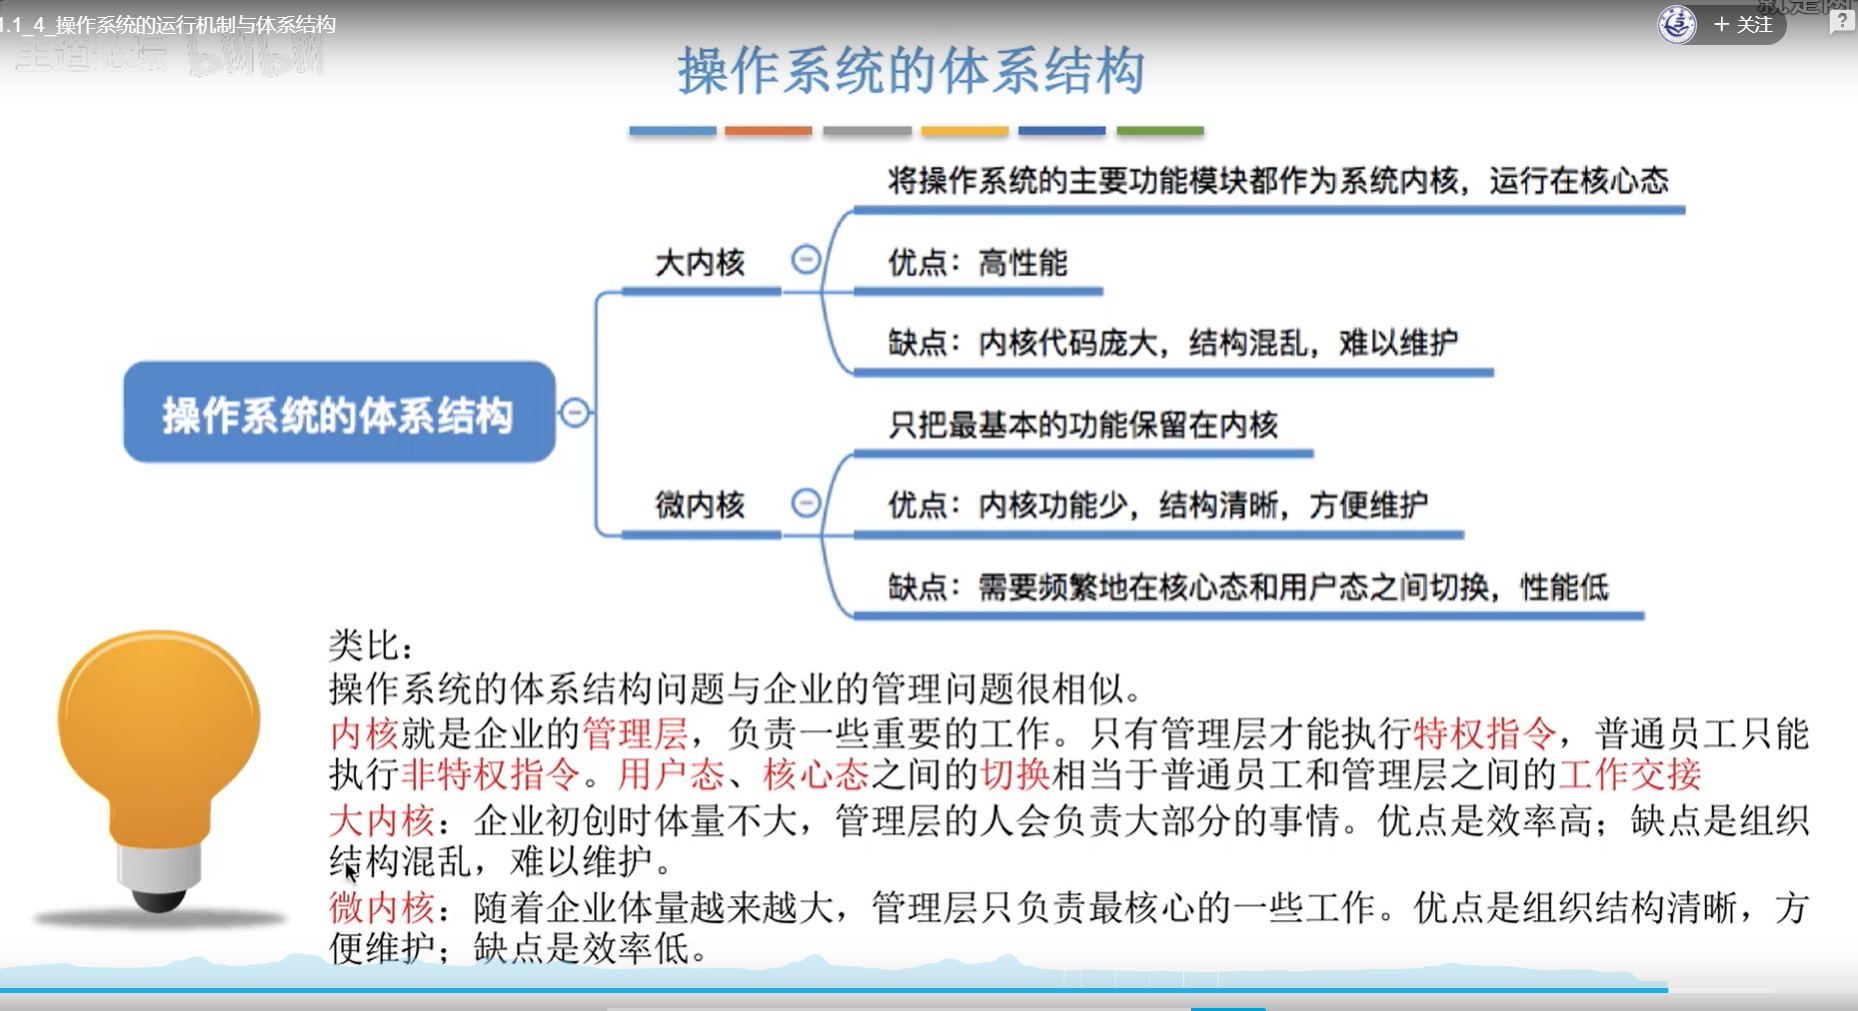 1.1_4_操作系统的运行机制与体系结构
+ 关注
王道论坛 bilibili
操作系统的体系结构
将操作系统的主要功能模块都作为系统内核，运行在核心态
大内核
优点：高性能
缺点：内核代码庞大，结构混乱，难以维护
操作系统的体系结构
只把最基本的功能保留在内核
微内核
优点：内核功能少，结构清晰，方便维护
缺点：需要频繁地在核心态和用户态之间切换，性能低
类比：
操作系统的体系结构问题与企业的管理问题很相似。
内核就是企业的管理层，负责一些重要的工作。只有管理层才能执行特权指令，普通员工只能
执行非特权指令。用户态、核心态之间的切换相当于普通员工和管理层之间的工作交接
大内核：企业初创时体量不大，管理层的人会负责大部分的事情。优点是效率高；缺点是组织
结构混乱，难以维护。
微内核：随着企业体量越来越大，管理层只负责最核心的一些工作。优点是组织结构清晰，方
便维护；缺点是效率低。